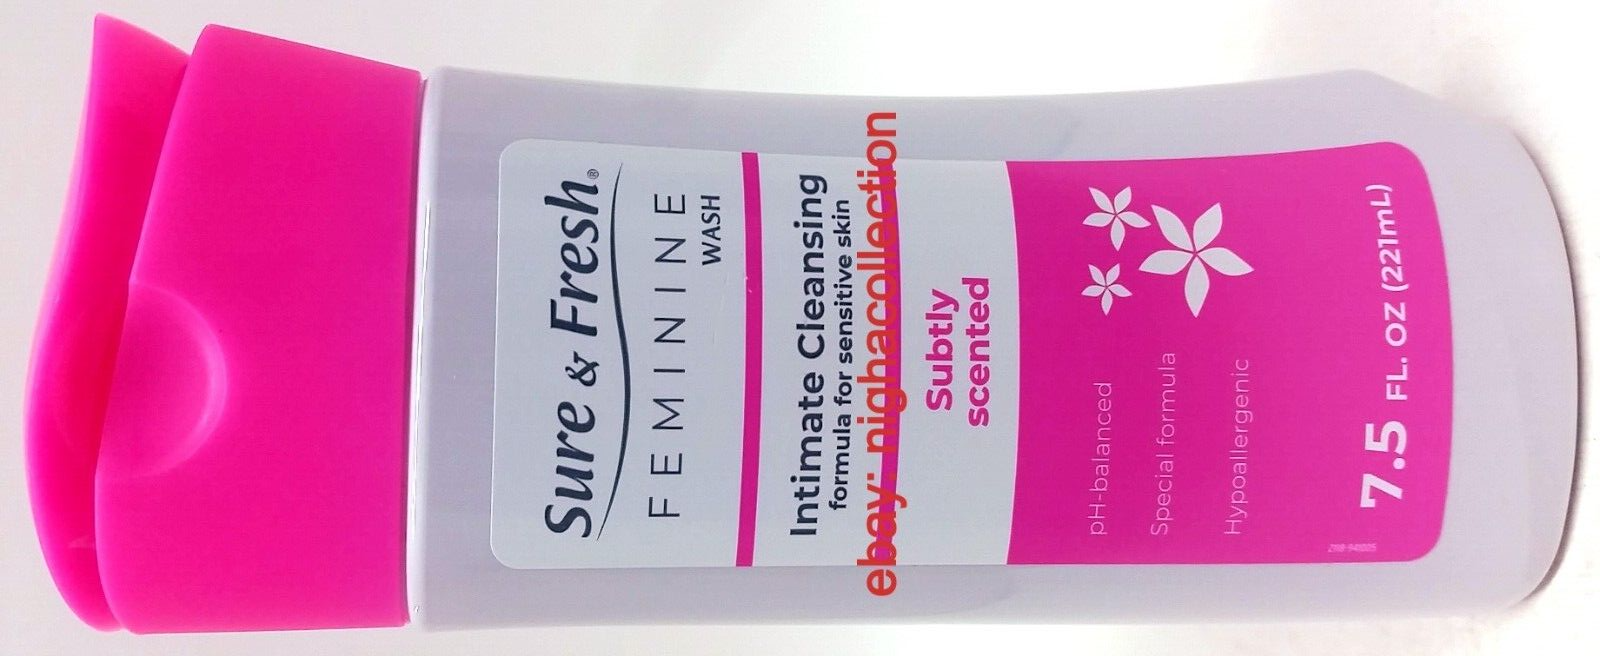 Sure & Fresh®
FEMININE
WASH
Intimate Cleansing
formula for sensitive skin
ebay: nighacollection
Subtly
scented
pH-balanced
Special formula
Hypoallergenic
7.5 FL. OZ (221mL)